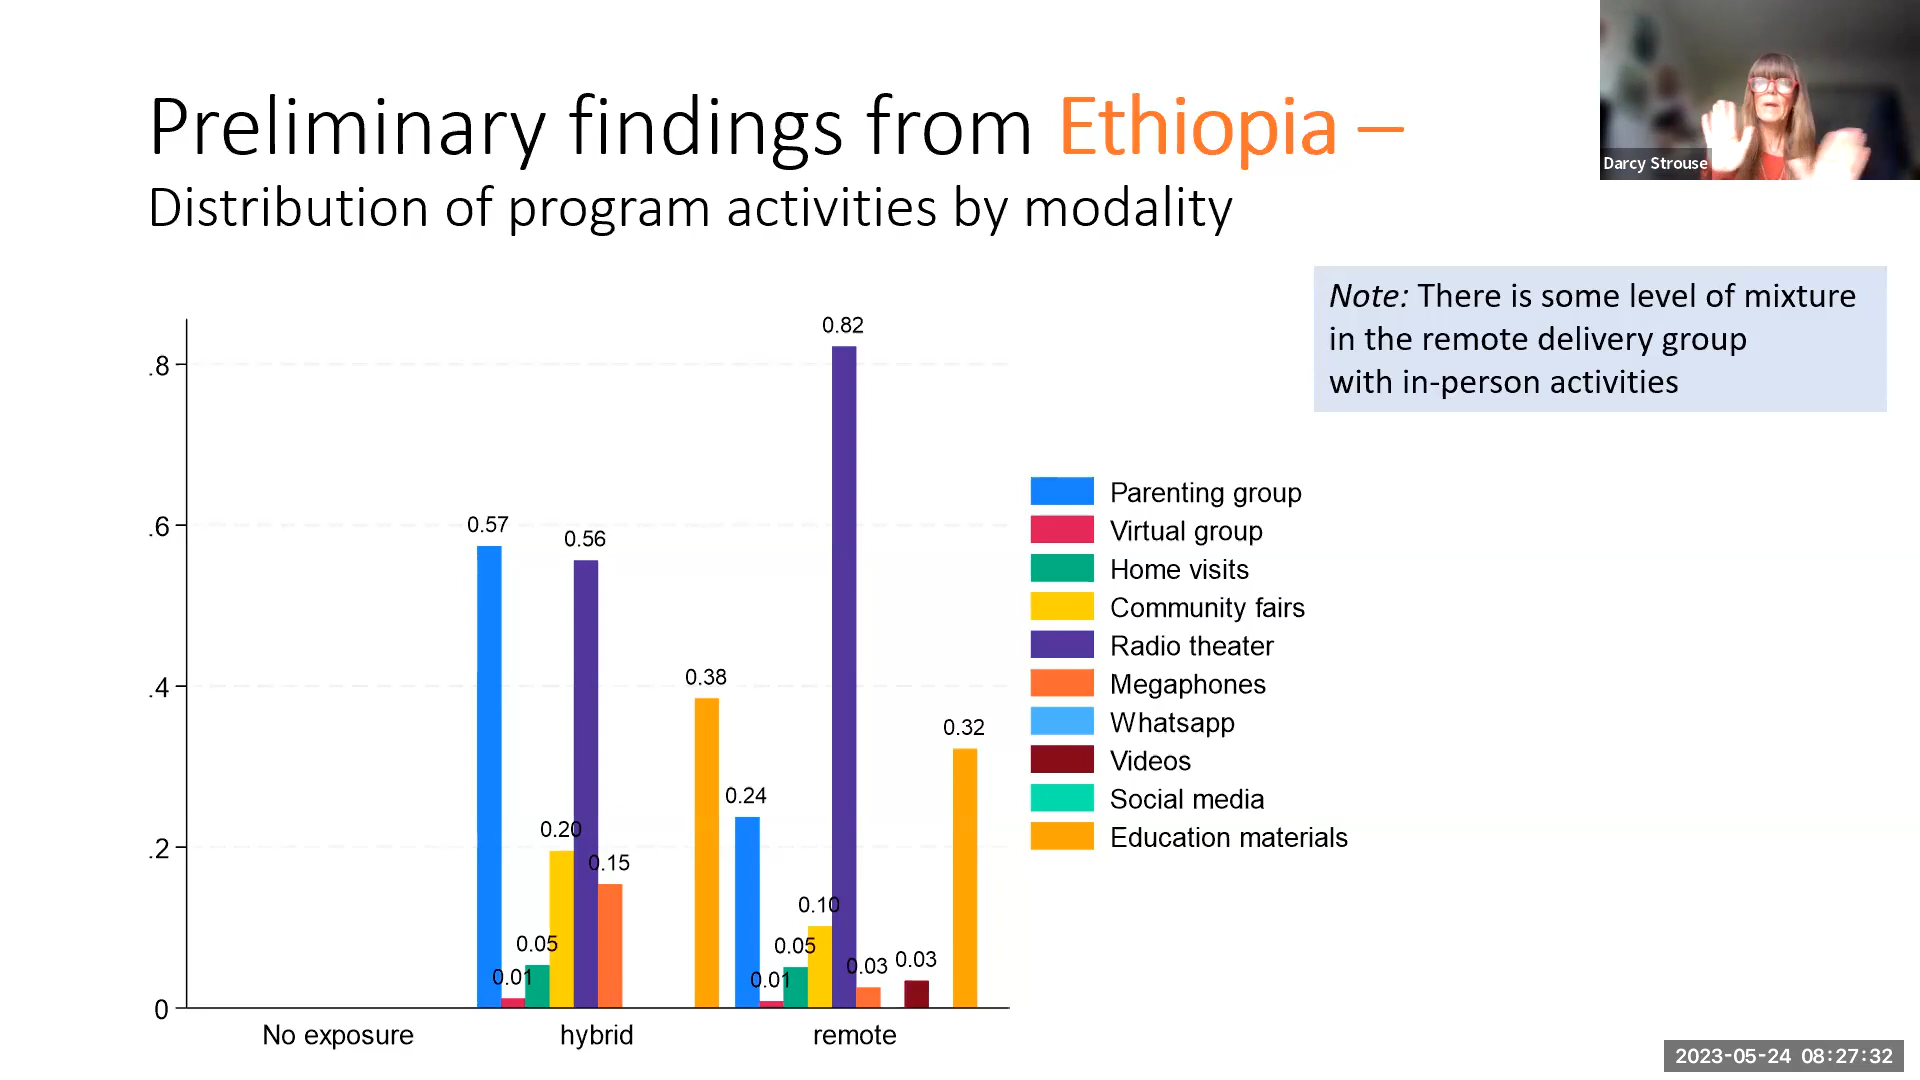 Preliminary findings from Ethiopia –
Distribution of program activities by modality
Darcy Strouse
Note: There is some level of mixture
in the remote delivery group
with in-person activities
.8
.6
.4
.2
0
0.57
0.01
0.05
0.20
0.56
0.15
0.38
0.24
0.01
0.05
0.10
0.82
0.03
0.03
0.32
No exposure
hybrid
remote
Parenting group
Virtual group
Home visits
Community fairs
Radio theater
Megaphones
Whatsapp
Videos
Social media
Education materials
2023-05-24 08:27:32